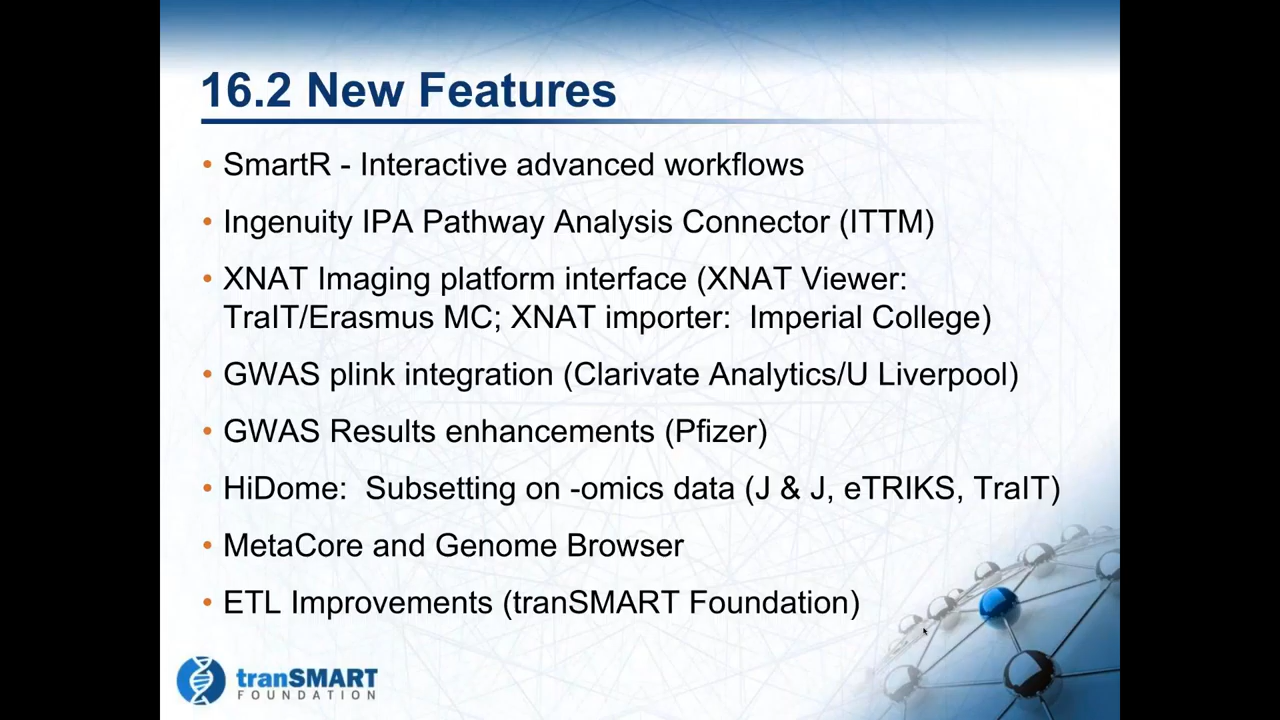 16.2 New Features
• SmartR - Interactive advanced workflows
• Ingenuity IPA Pathway Analysis Connector (ITTM)
• XNAT Imaging platform interface (XNAT Viewer:
TraIT/Erasmus MC; XNAT importer:  Imperial College)
• GWAS plink integration (Clarivate Analytics/U Liverpool)
• GWAS Results enhancements (Pfizer)
• HiDome:  Subsetting on -omics data (J & J, eTRIKS, TraIT)
• MetaCore and Genome Browser
• ETL Improvements (tranSMART Foundation)
tranSMART
FOUNDATION